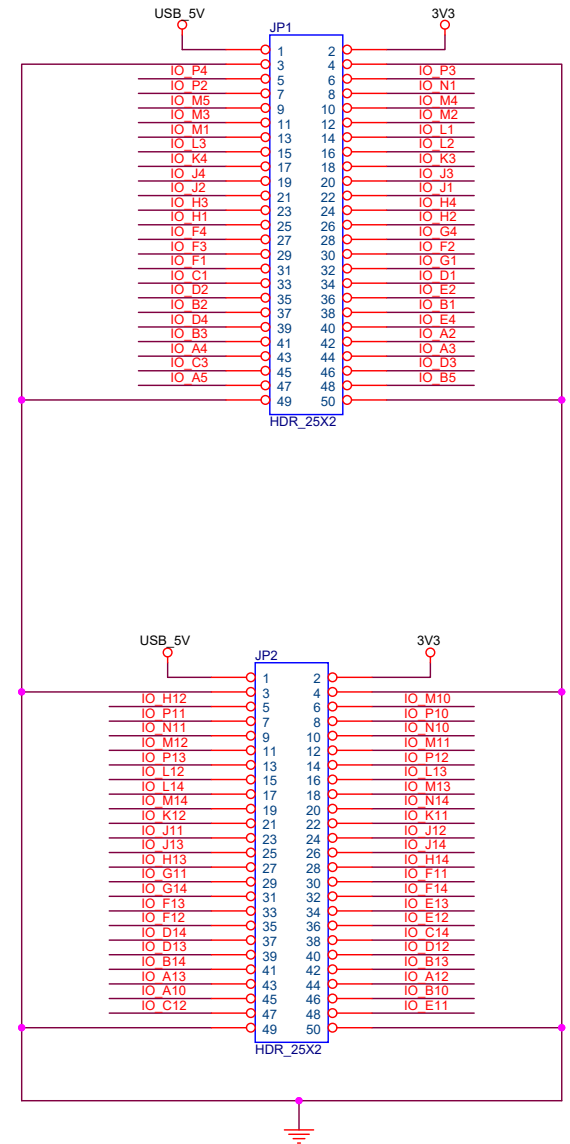 USB_5V 3V3
JP1
1 2
3 4
IO_P4 5 6 IO_P3
IO_P2 7 8 IO_N1
IO_M5 9 10 IO_M4
IO_M3 11 12 IO_M2
IO_M1 13 14 IO_L1
IO_L3 15 16 IO_L2
IO_K4 17 18 IO_K3
IO_J4 19 20 IO_J3
IO_J2 21 22 IO_J1
IO_H3 23 24 IO_H4
IO_H1 25 26 IO_H2
IO_F4 27 28 IO_G4
IO_F3 29 30 IO_F2
IO_F1 31 32 IO_G1
IO_C1 33 34 IO_D1
IO_D2 35 36 IO_E2
IO_B2 37 38 IO_B1
IO_D4 39 40 IO_E4
IO_B3 41 42 IO_A2
IO_A4 43 44 IO_A3
IO_C3 45 46 IO_D3
IO_A5 47 48 IO_B5
49 50
HDR_25X2
USB_5V 3V3
JP2
1 2
3 4
IO_H12 5 6 IO_M10
IO_P11 7 8 IO_P10
IO_N11 9 10 IO_N10
IO_M12 11 12 IO_M11
IO_P13 13 14 IO_P12
IO_L12 15 16 IO_L13
IO_L14 17 18 IO_M13
IO_M14 19 20 IO_N14
IO_K12 21 22 IO_K11
IO_J11 23 24 IO_J12
IO_J13 25 26 IO_J14
IO_H13 27 28 IO_H14
IO_G11 29 30 IO_F11
IO_G14 31 32 IO_F14
IO_F13 33 34 IO_E13
IO_F12 35 36 IO_E12
IO_D14 37 38 IO_C14
IO_D13 39 40 IO_D12
IO_B14 41 42 IO_B13
IO_A13 43 44 IO_A12
IO_A10 45 46 IO_B10
IO_C12 47 48 IO_E11
49 50
HDR_25X2